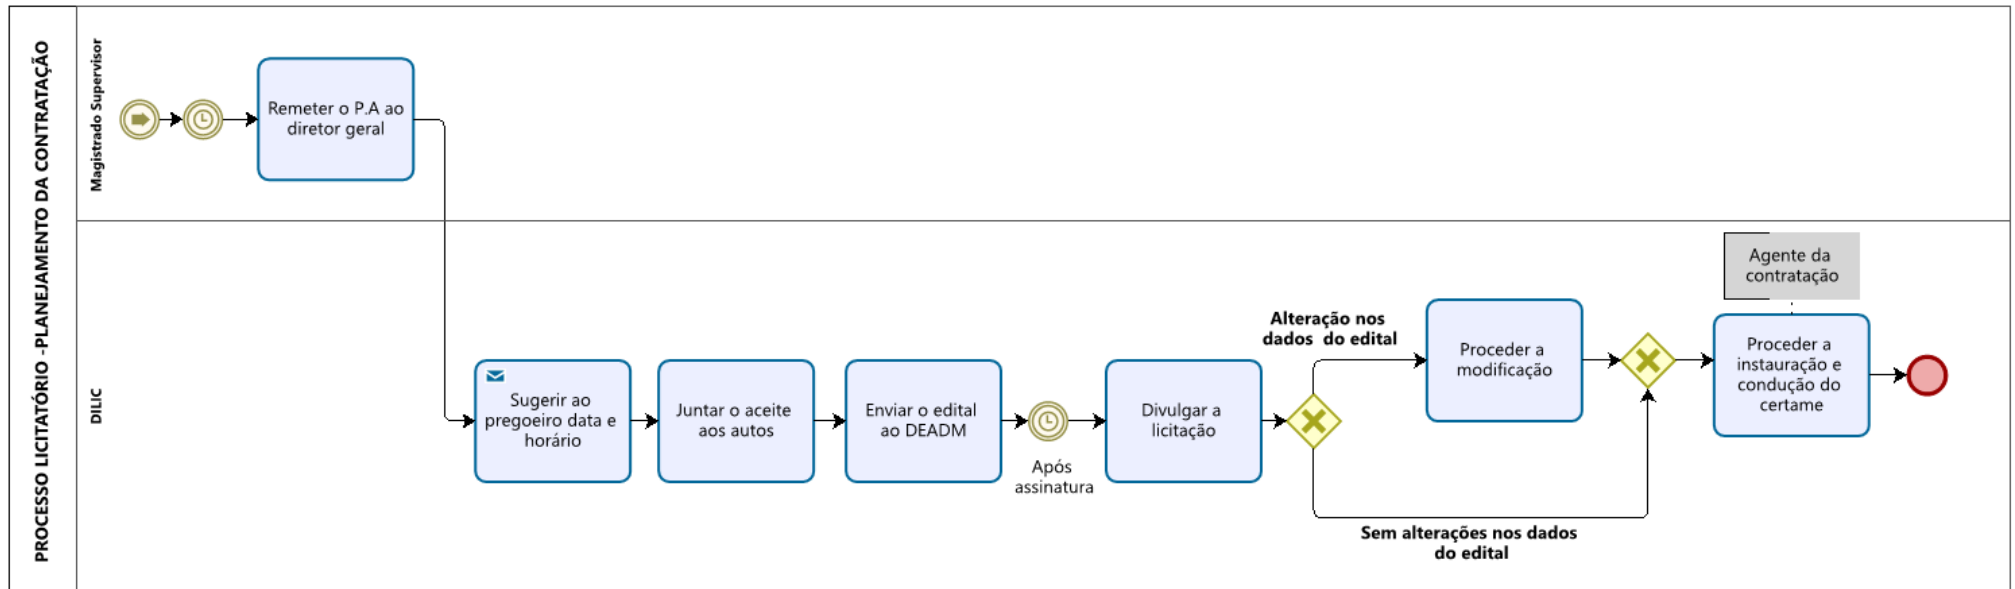 PROCESSO LICITATÓRIO -PLANEJAMENTO DA CONTRATAÇÃO
Magistrado Supervisor
Remeter o P.A ao
diretor geral
DILIC
Sugerir ao
pregoeiro data e
horário
Juntar o aceite
aos autos
Enviar o edital
ao DEADM
Após
assinatura
Divulgar a
licitação
Alteração nos
dados do edital
Sem alterações nos dados
do edital
Proceder a
modificação
Agente da
contratação
Proceder a
instauração e
condução do
certame